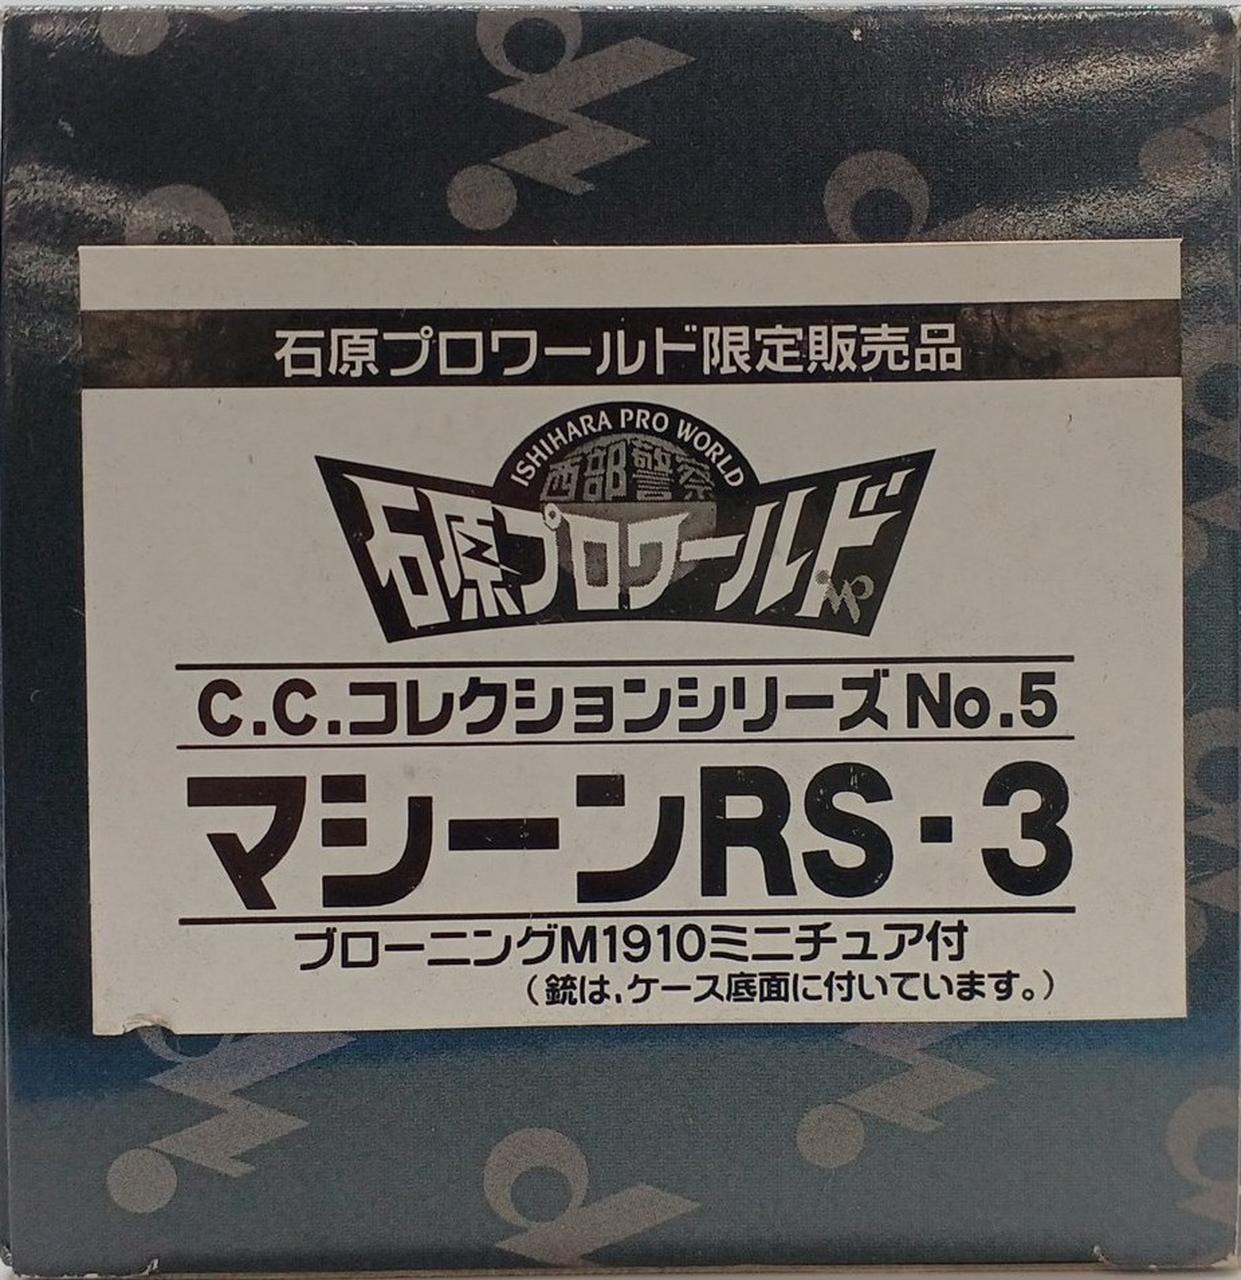 石原プロワールド限定販売品
ISHIHARA PRO WORLD
西部警察
石原プロワールド
C.C.コレクションシリーズNo.5
マシーンRS-3
ブローニングM1910ミニチュア付
(銃は、ケース底面に付いています。)